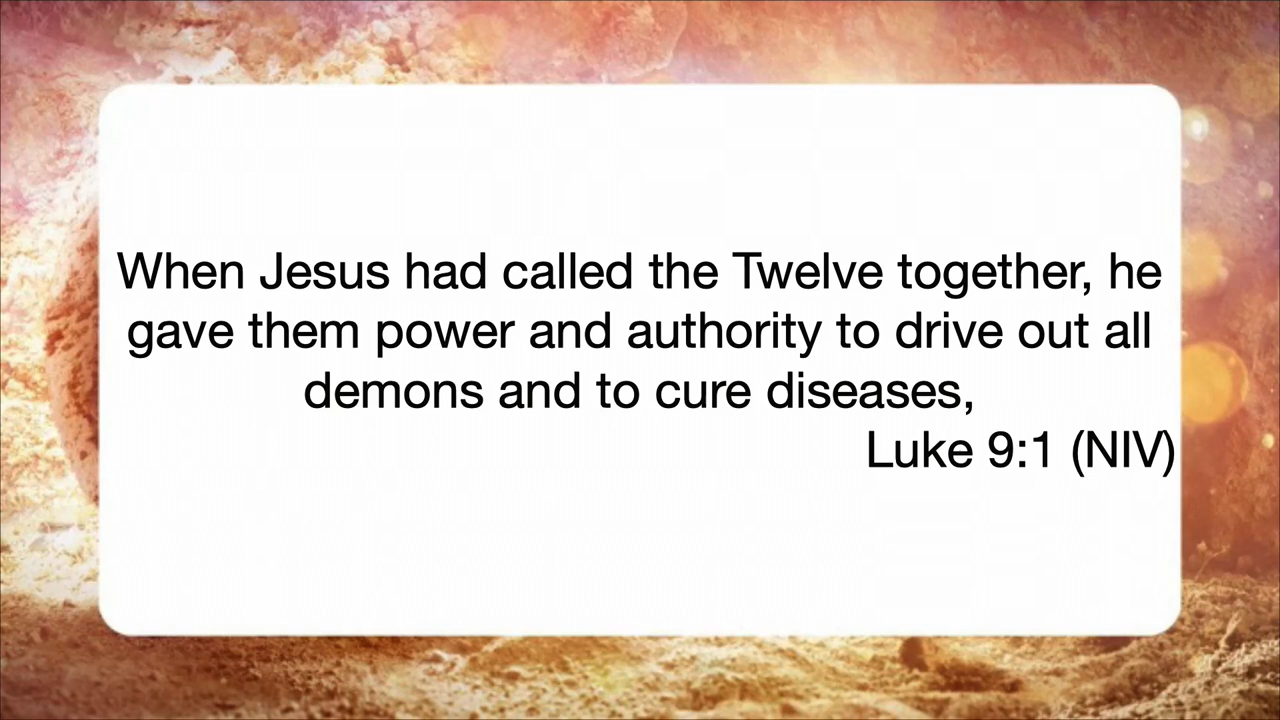 When Jesus had called the Twelve together, he
gave them power and authority to drive out all
demons and to cure diseases,
Luke 9:1 (NIV)